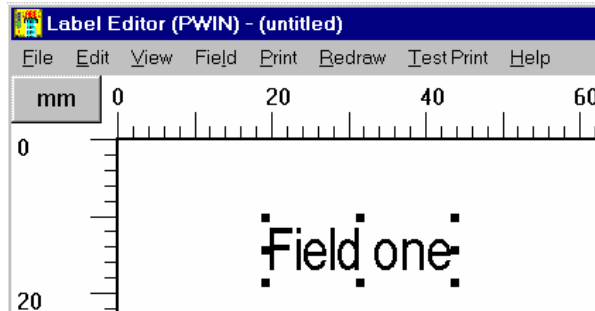 Label Editor (PWIN) - (untitled)
File Edit View Field Print Redraw Test Print Help
mm 0 20 40 60
0
Field one
20